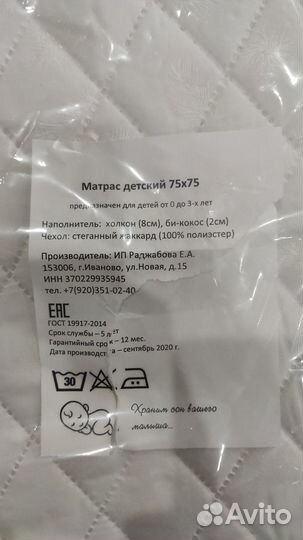 Матрас детский 75x75
предназначен для детей от 0 до 3-х лет
Наполнитель: холкон (8см), би-кокос (2см)
Чехол: стеганный жаккард (100% полиэстер)
Производитель: ИП Раджабова Е.А.
153006, г.Иваново, ул.Новая, д.15
ИНН 370229935945
тел. +7(920)351-02-40
ЕАС
ГОСТ 19917-2014
Срок службы – 5 лет
Гарантийный срок – 12 мес.
Дата производства – сентябрь 2020 г.
30
Храним сон вашего
малыша...
Avito